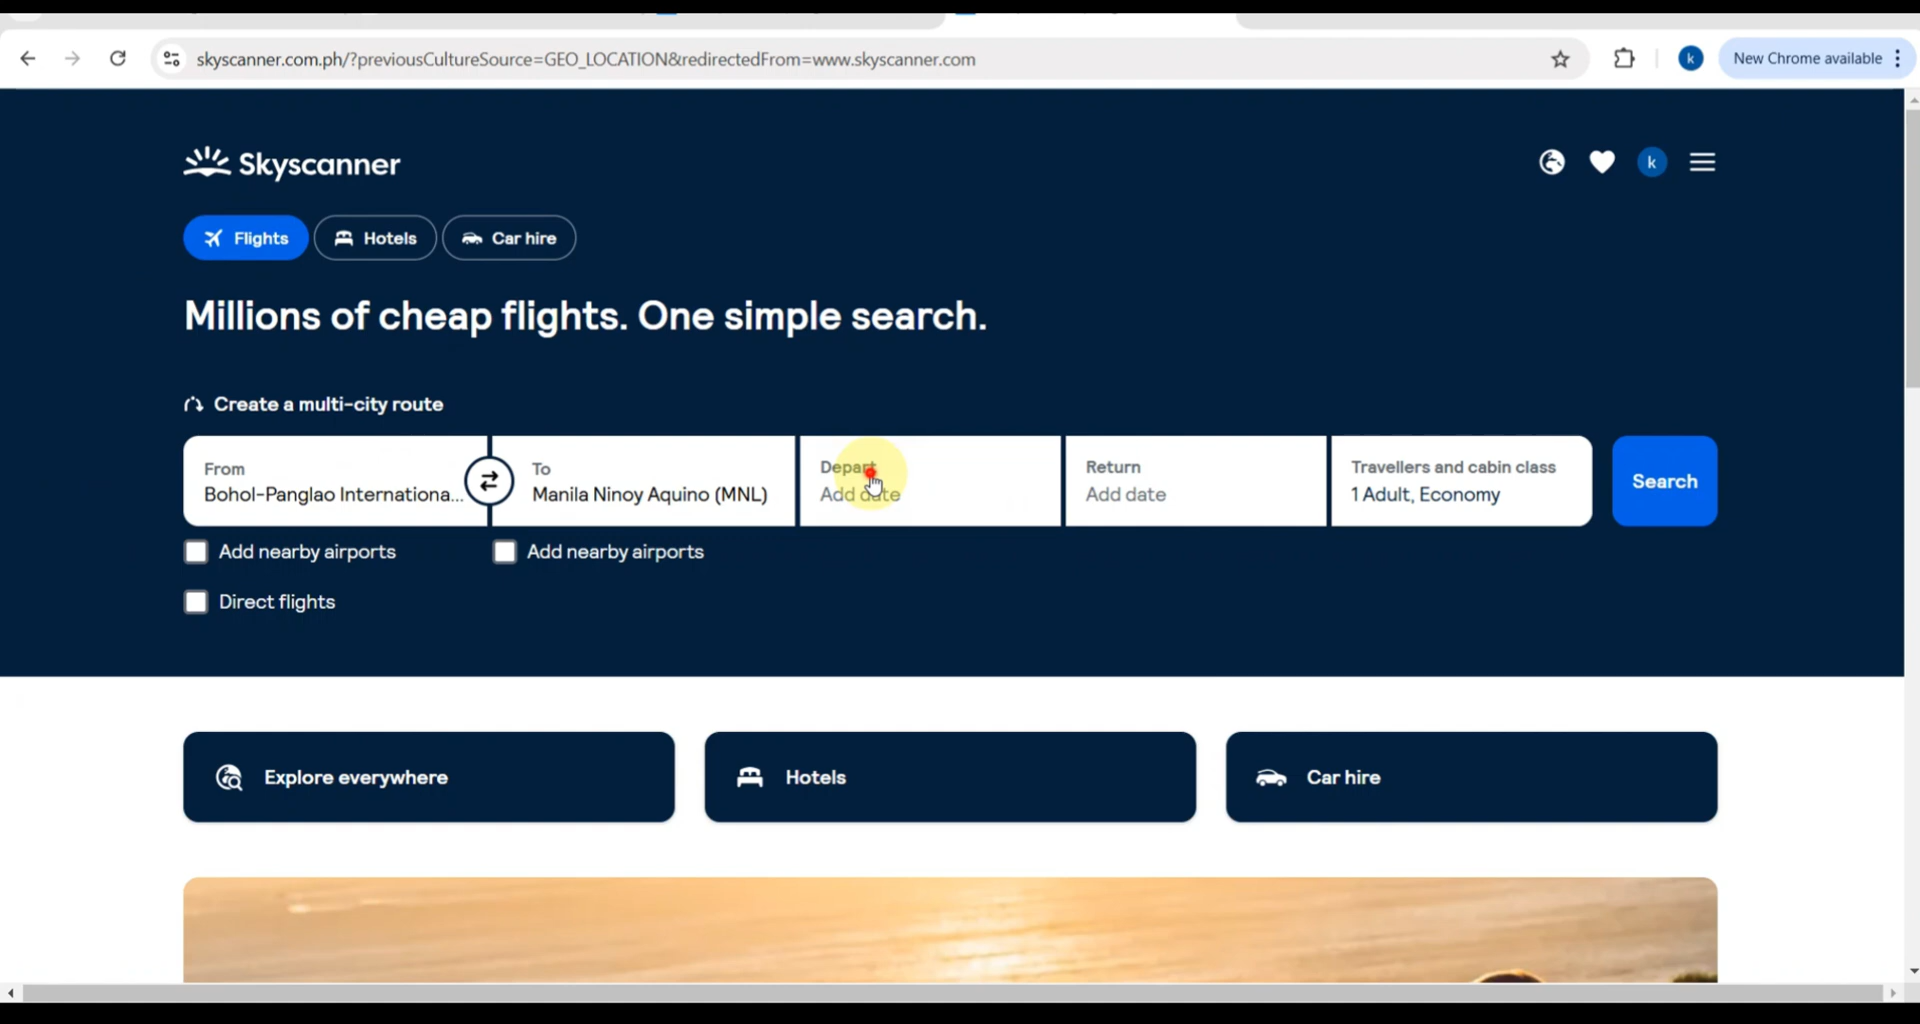 skyscanner.com.ph/?previousCultureSource=GEO_LOCATION&redirectedFrom=www.skyscanner.com
k
New Chrome available
Skyscanner
k
Flights
Hotels
Car hire
Millions of cheap flights. One simple search.
Create a multi-city route
From
Bohol-Panglao Internationa...
To
Manila Ninoy Aquino (MNL)
Depart
Add date
Return
Add date
Travellers and cabin class
1 Adult, Economy
Search
Add nearby airports
Add nearby airports
Direct flights
Explore everywhere
Hotels
Car hire